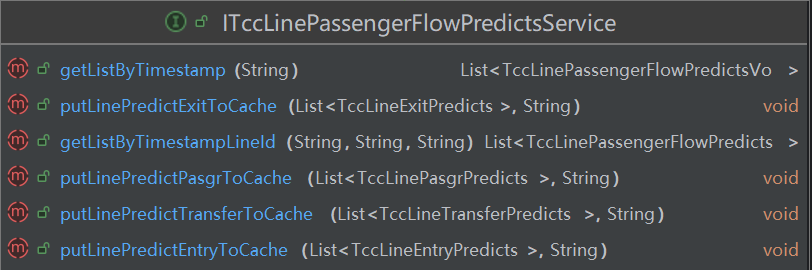 ITccLinePassengerFlowPredictsService
getListByTimestamp (String) List<TccLinePassengerFlowPredictsVo >
putLinePredictExitToCache (List<TccLineExitPredicts >, String) void
getListByTimestampLineId (String, String, String) List<TccLinePassengerFlowPredicts >
putLinePredictPasgrToCache (List<TccLinePasgrPredicts >, String) void
putLinePredictTransferToCache (List<TccLineTransferPredicts >, String) void
putLinePredictEntryToCache (List<TccLineEntryPredicts >, String) void